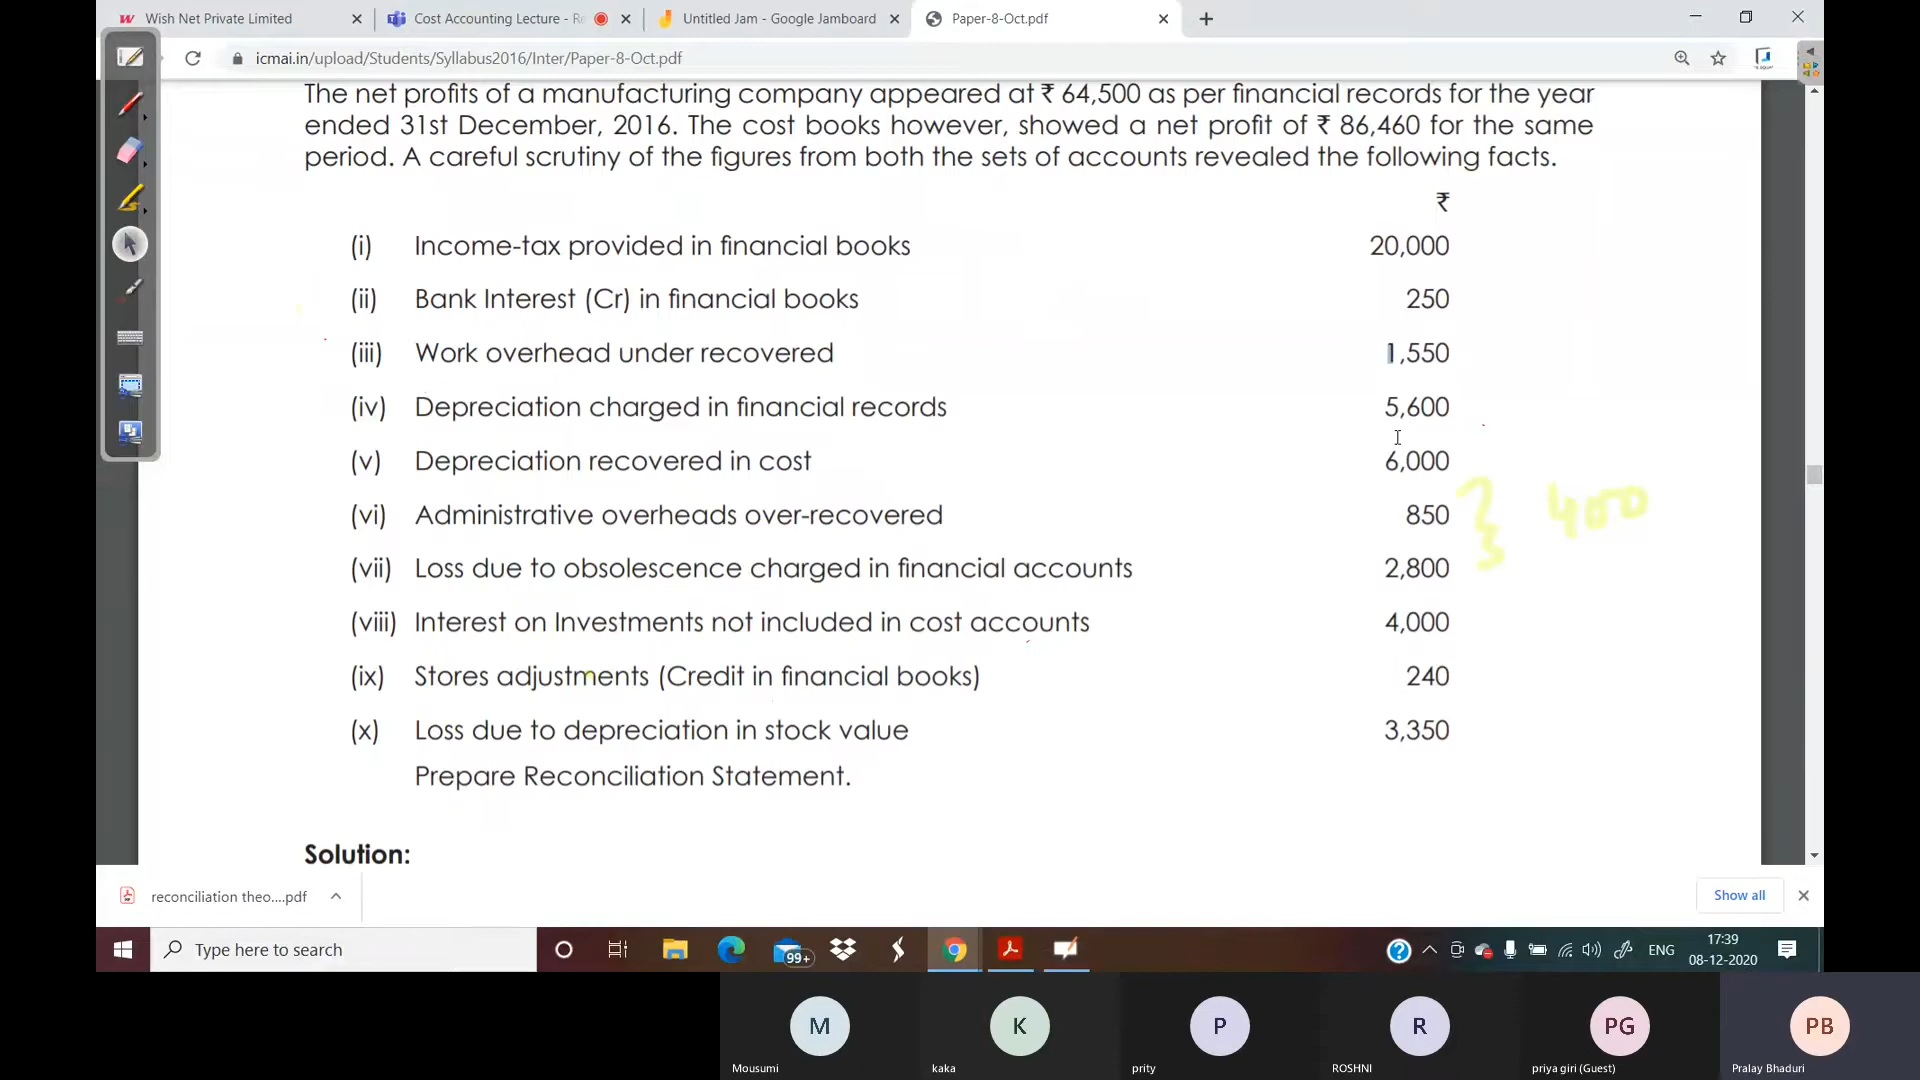 Wish Net Private Limited
Cost Accounting Lecture - Re
Untitled Jam - Google Jamboard
Paper-8-Oct.pdf
icmai.in/upload/Students/Syllabus2016/Inter/Paper-8-Oct.pdf
The net profits of a manufacturing company appeared at ₹ 64,500 as per financial records for the year
ended 31st December, 2016. The cost books however, showed a net profit of ₹ 86,460 for the same
period. A careful scrutiny of the figures from both the sets of accounts revealed the following facts.
₹
(i) Income-tax provided in financial books 20,000
(ii) Bank Interest (Cr) in financial books 250
(iii) Work overhead under recovered 1,550
(iv) Depreciation charged in financial records 5,600
(v) Depreciation recovered in cost 6,000
(vi) Administrative overheads over-recovered 850
400
(vii) Loss due to obsolescence charged in financial accounts 2,800
(viii) Interest on Investments not included in cost accounts 4,000
(ix) Stores adjustments (Credit in financial books) 240
(x) Loss due to depreciation in stock value 3,350
Prepare Reconciliation Statement.
Solution:
reconciliation theo....pdf
Show all
Type here to search
99+
ENG
17:39
08-12-2020
M
K
P
R
PG
PB
Mousumi
kaka
prity
ROSHNI
priya giri (Guest)
Pralay Bhaduri